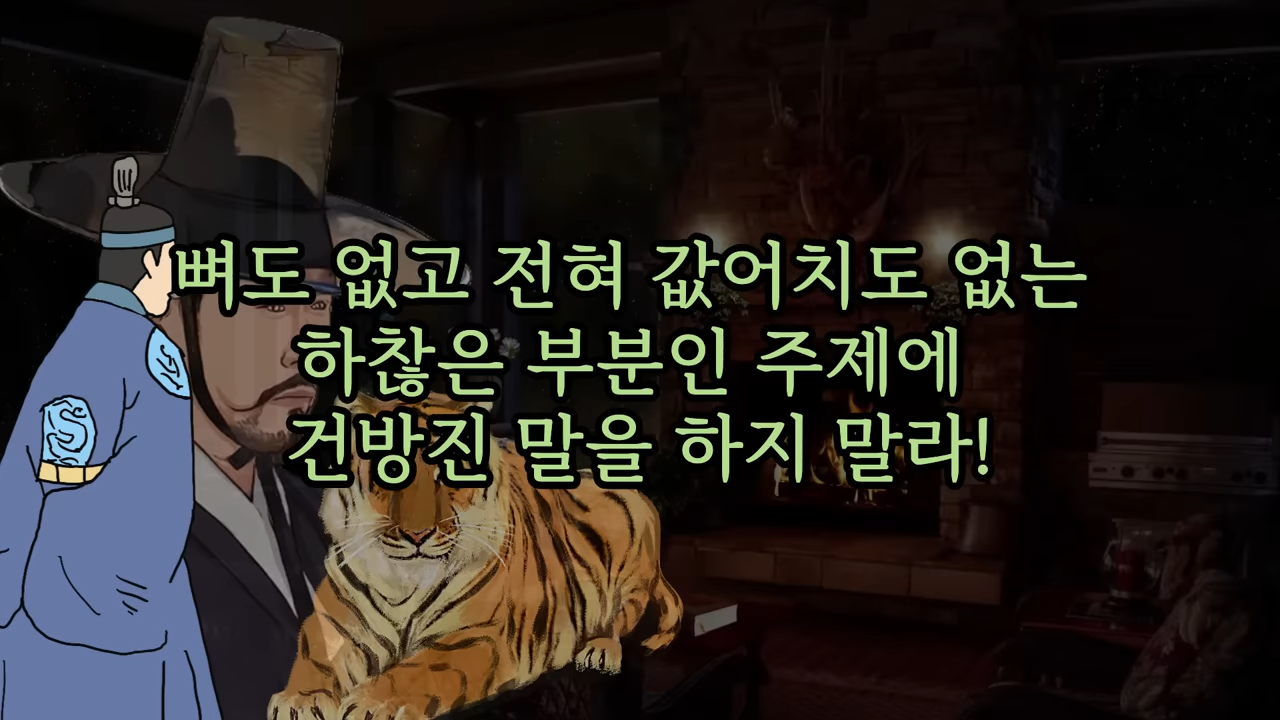 뼈도 없고 전혀 값어치도 없는
하찮은 부분인 주제에
건방진 말을 하지 말라!